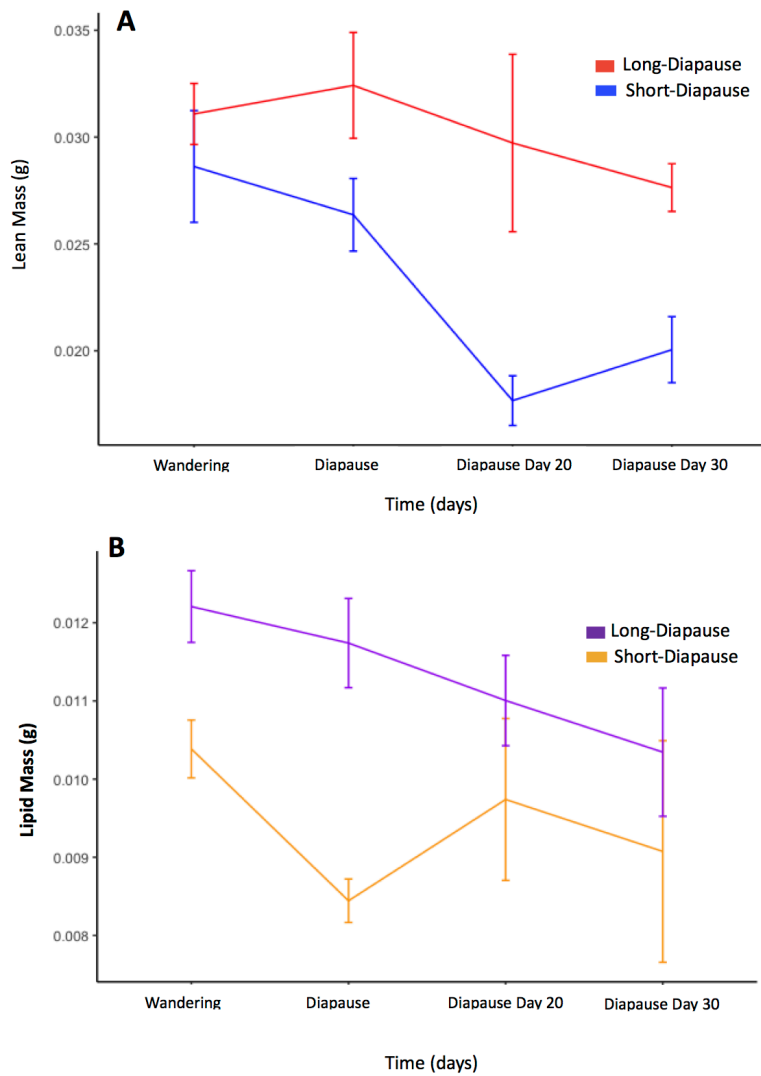 A
0.035
Long-Diapause
Short-Diapause
0.030
Lean Mass (g)
0.025
0.020
Wandering Diapause Diapause Day 20 Diapause Day 30
Time (days)
B
0.012
Long-Diapause
Short-Diapause
0.011
0.010
Lipid Mass (g)
0.009
0.008
Wandering Diapause Diapause Day 20 Diapause Day 30
Time (days)